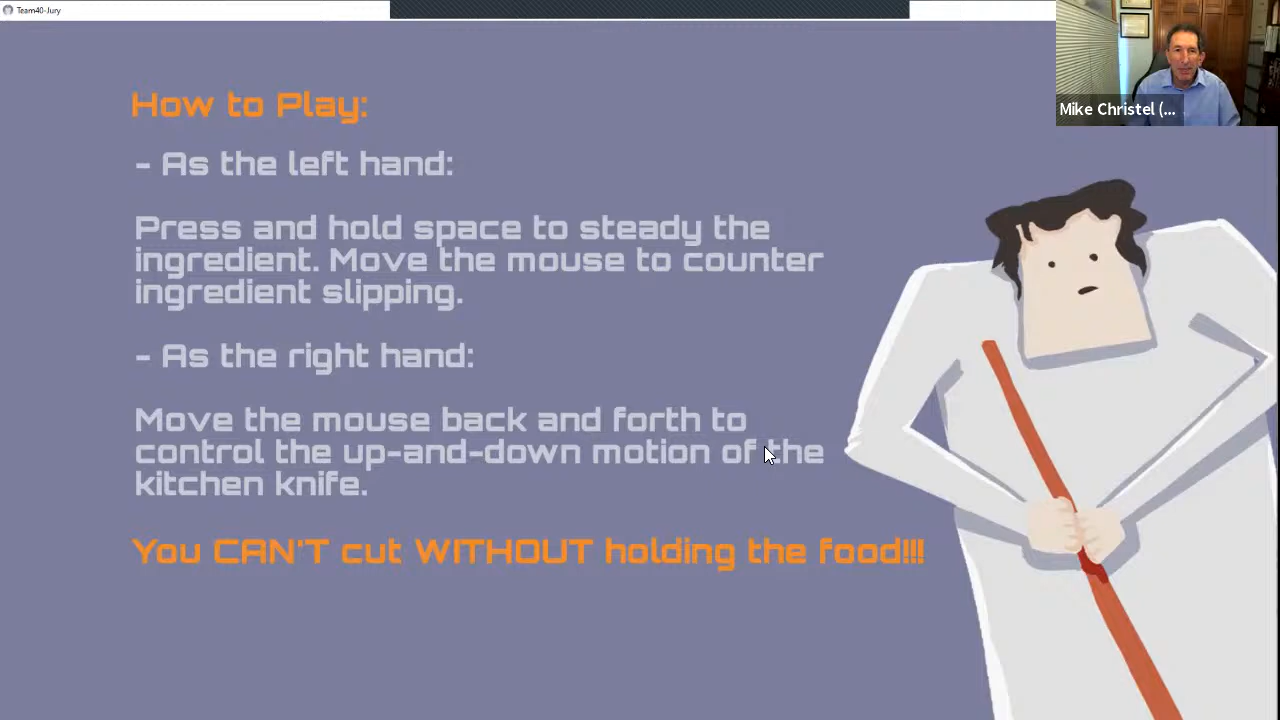 Team40-Jury
Mike Christel (...
How to Play:
- As the left hand:
Press and hold space to steady the
ingredient. Move the mouse to counter
ingredient slipping.
- As the right hand:
Move the mouse back and forth to
control the up-and-down motion of the
kitchen knife.
You CAN'T cut WITHOUT holding the food!!!